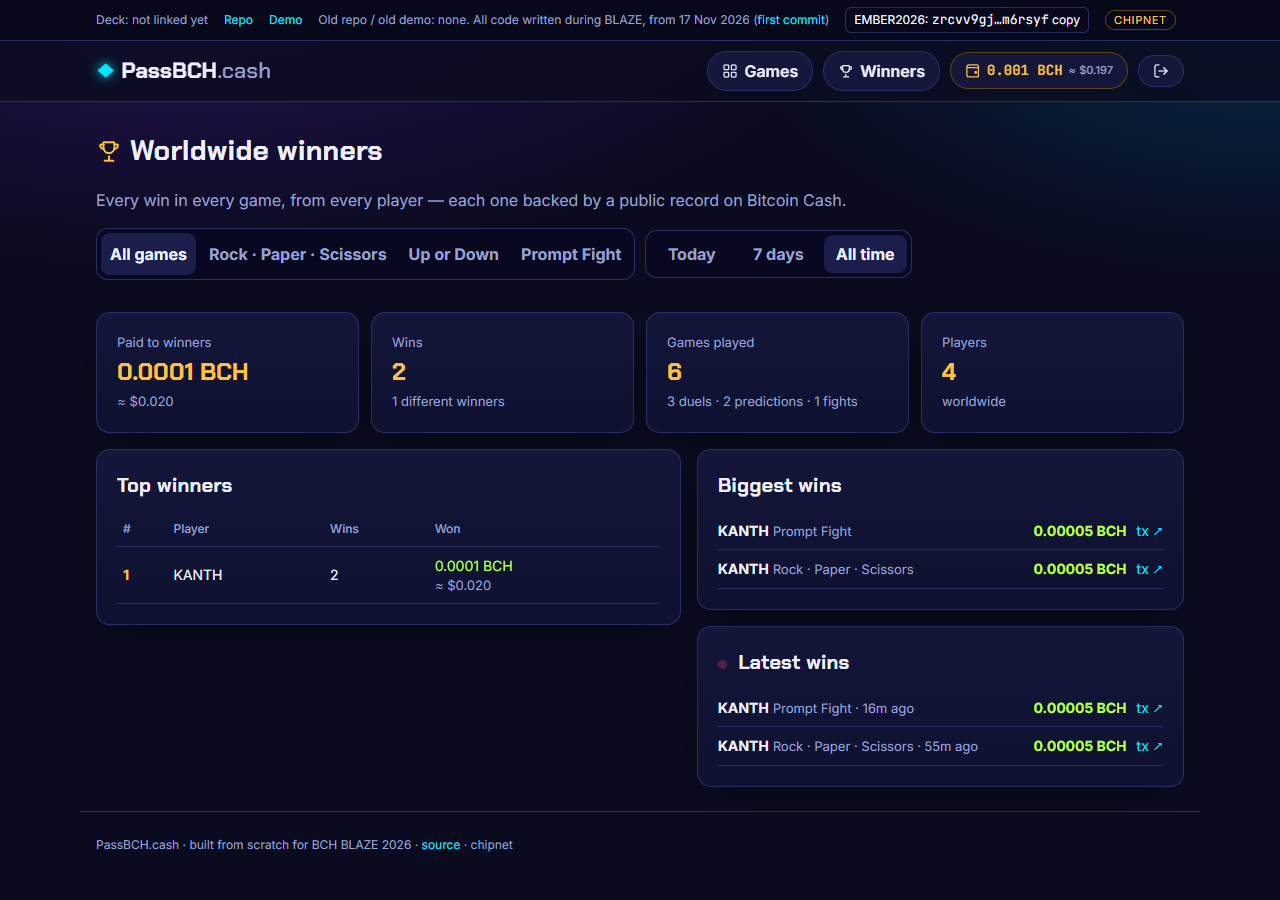 Deck: not linked yet Repo Demo Old repo / old demo: none. All code written during BLAZE, from 17 Nov 2026 (first commit) EMBER2026: zrcvv9gj…m6rsyf copy CHIPNET
PassBCH.cash Games Winners 0.001 BCH ≈ $0.197
Worldwide winners
Every win in every game, from every player — each one backed by a public record on Bitcoin Cash.
All games Rock · Paper · Scissors Up or Down Prompt Fight Today 7 days All time
Paid to winners
0.0001 BCH
≈ $0.020
Wins
2
1 different winners
Games played
6
3 duels · 2 predictions · 1 fights
Players
4
worldwide
Top winners
# Player Wins Won
1 KANTH 2 0.0001 BCH
≈ $0.020
Biggest wins
KANTH Prompt Fight 0.00005 BCH tx ↗
KANTH Rock · Paper · Scissors 0.00005 BCH tx ↗
Latest wins
KANTH Prompt Fight · 16m ago 0.00005 BCH tx ↗
KANTH Rock · Paper · Scissors · 55m ago 0.00005 BCH tx ↗
PassBCH.cash · built from scratch for BCH BLAZE 2026 · source · chipnet